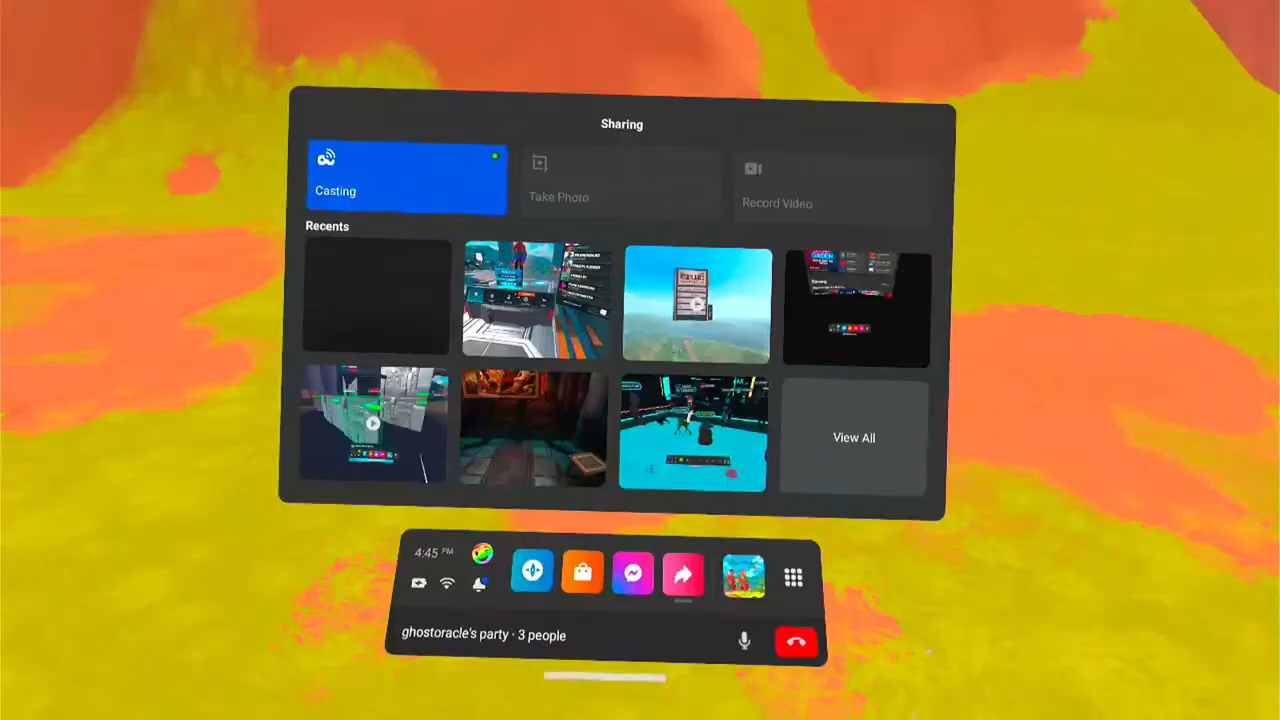 Sharing
Casting
Take Photo
Record Video
Recents
View All
4:45 PM
ghostoracle's party · 3 people